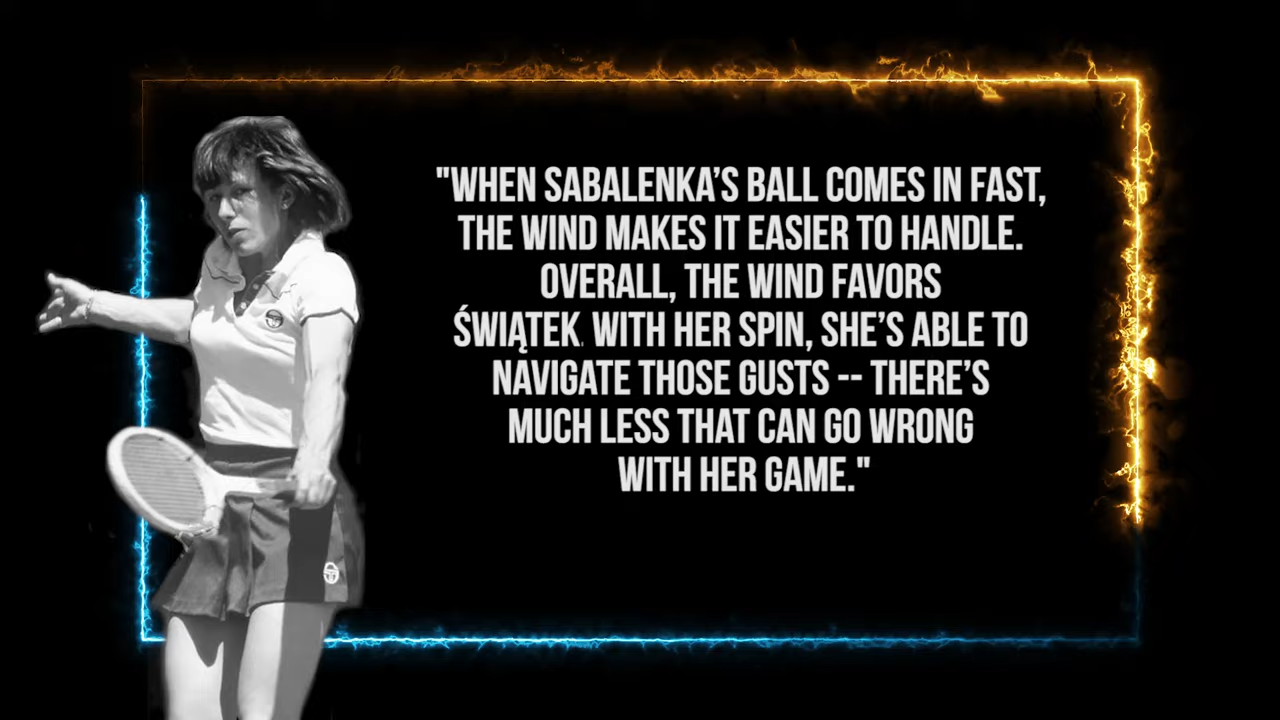 "WHEN SABALENKA'S BALL COMES IN FAST,
THE WIND MAKES IT EASIER TO HANDLE.
OVERALL, THE WIND FAVORS
ŚWIĄTEK. WITH HER SPIN, SHE'S ABLE TO
NAVIGATE THOSE GUSTS -- THERE'S
MUCH LESS THAT CAN GO WRONG
WITH HER GAME."